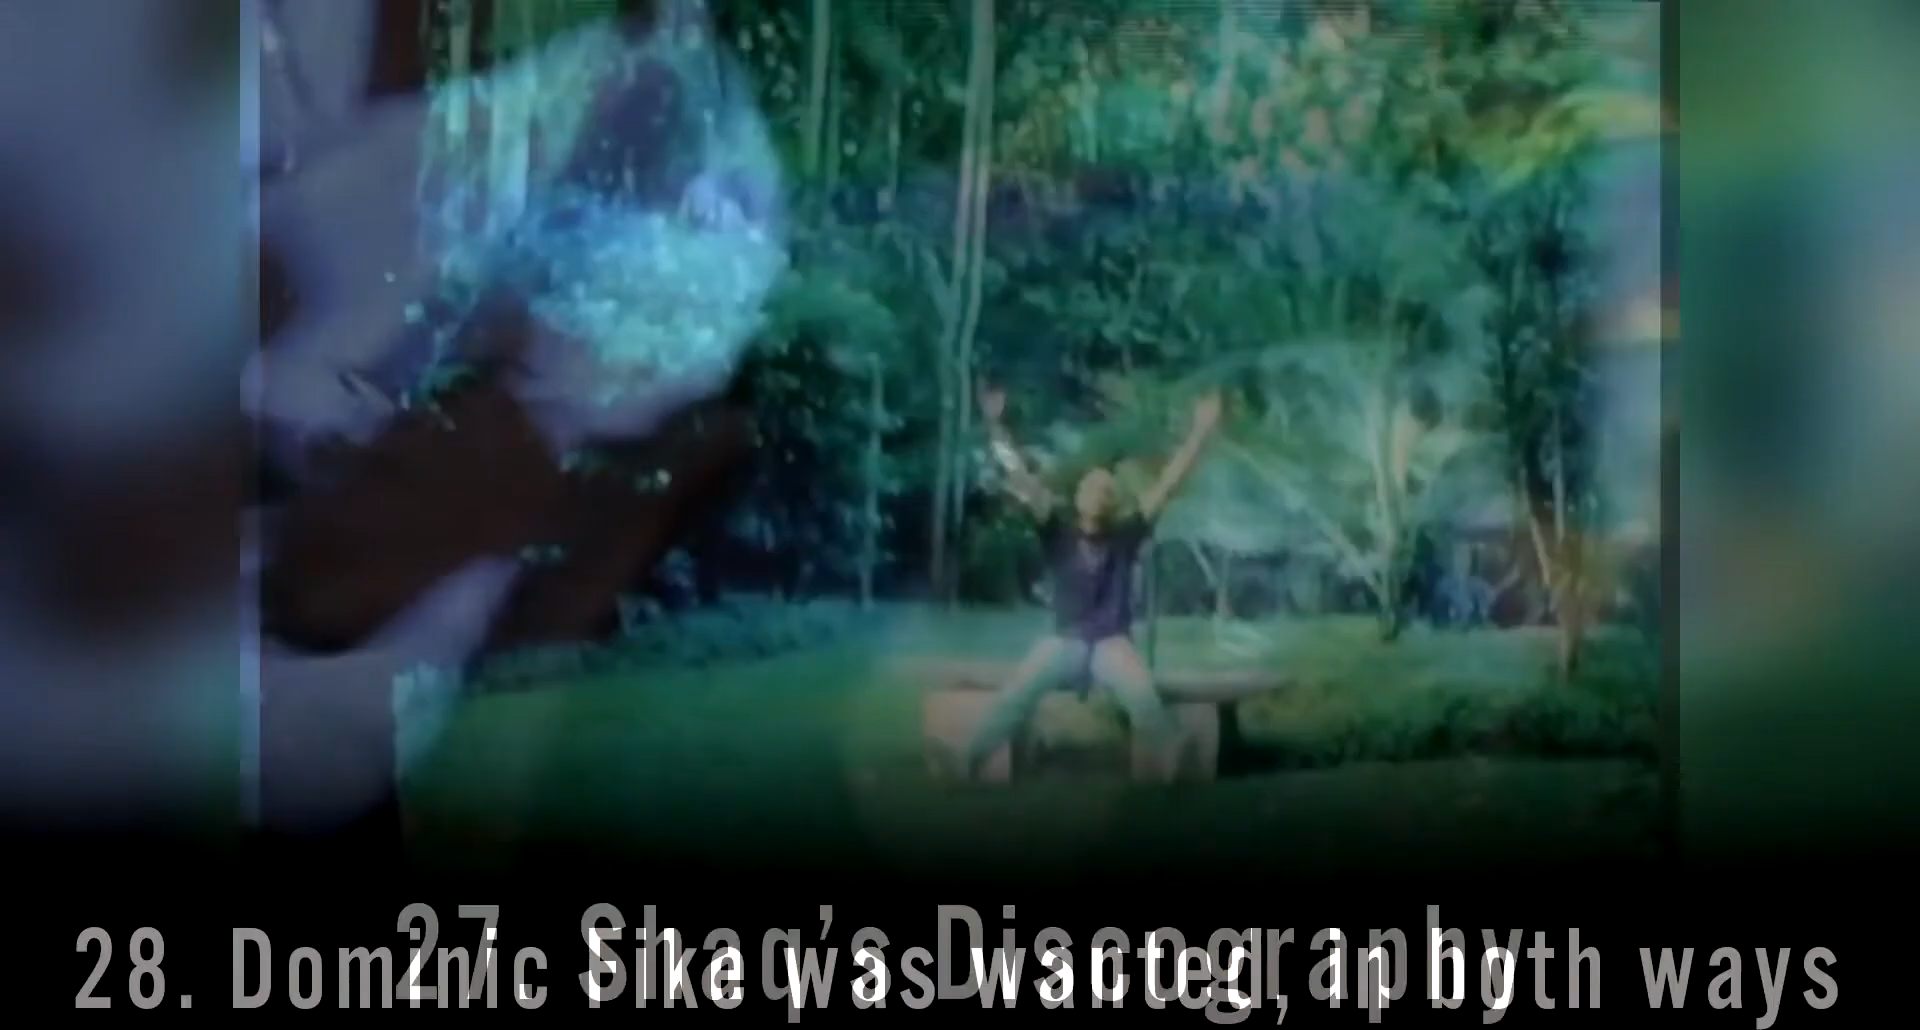 27. Shaq’s Discography
28. Dominic Fike was wanted, in both ways